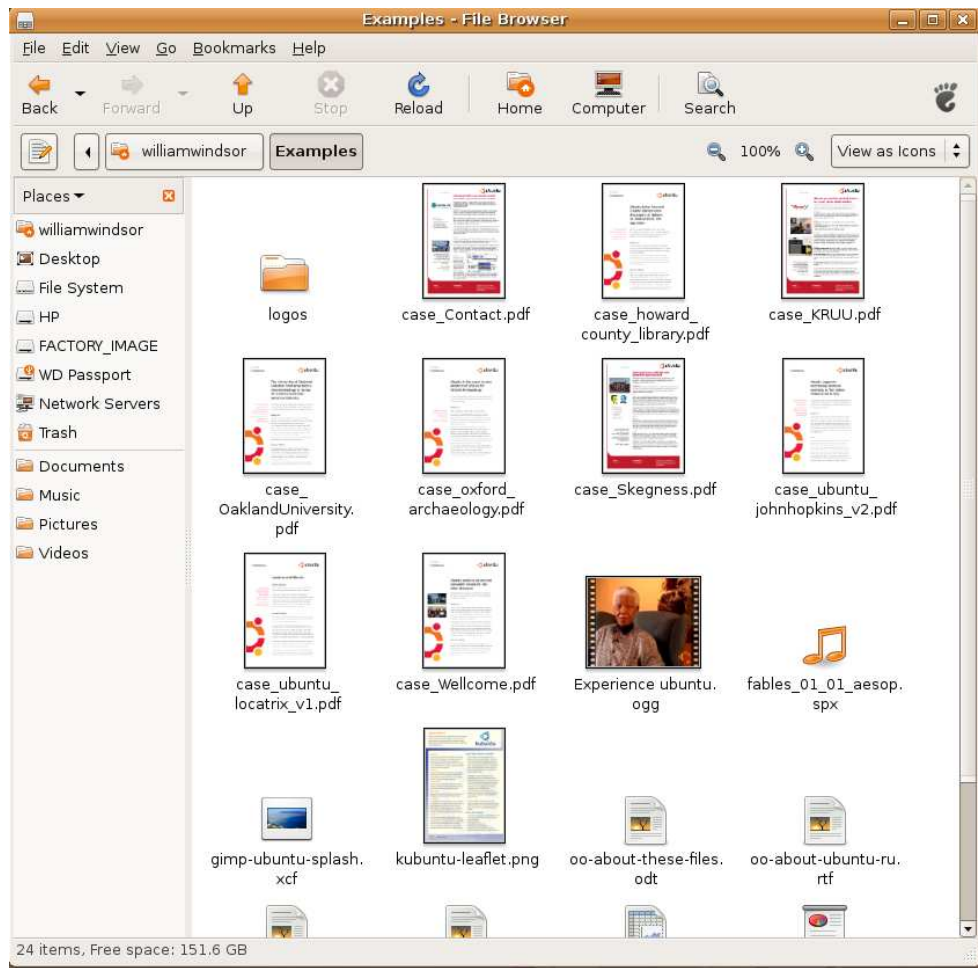 Examples - File Browser
File Edit View Go Bookmarks Help
Back Forward Up Stop Reload Home Computer Search
williamwindsor Examples 100% View as Icons
Places
williamwindsor
Desktop
File System
HP
FACTORY_IMAGE
WD Passport
Network Servers
Trash
Documents
Music
Pictures
Videos
logos
case_Contact.pdf
case_howard_
county_library.pdf
case_KRUU.pdf
case_
OaklandUniversity.
pdf
case_oxford_
archaeology.pdf
case_Skegness.pdf
case_ubuntu_
johnhopkins_v2.pdf
case_ubuntu_
locatrix_v1.pdf
case_Wellcome.pdf
Experience ubuntu.
ogg
fables_01_01_aesop.
spx
gimp-ubuntu-splash.
xcf
kubuntu-leaflet.png
oo-about-these-files.
odt
oo-about-ubuntu-ru.
rtf
24 items, Free space: 151.6 GB